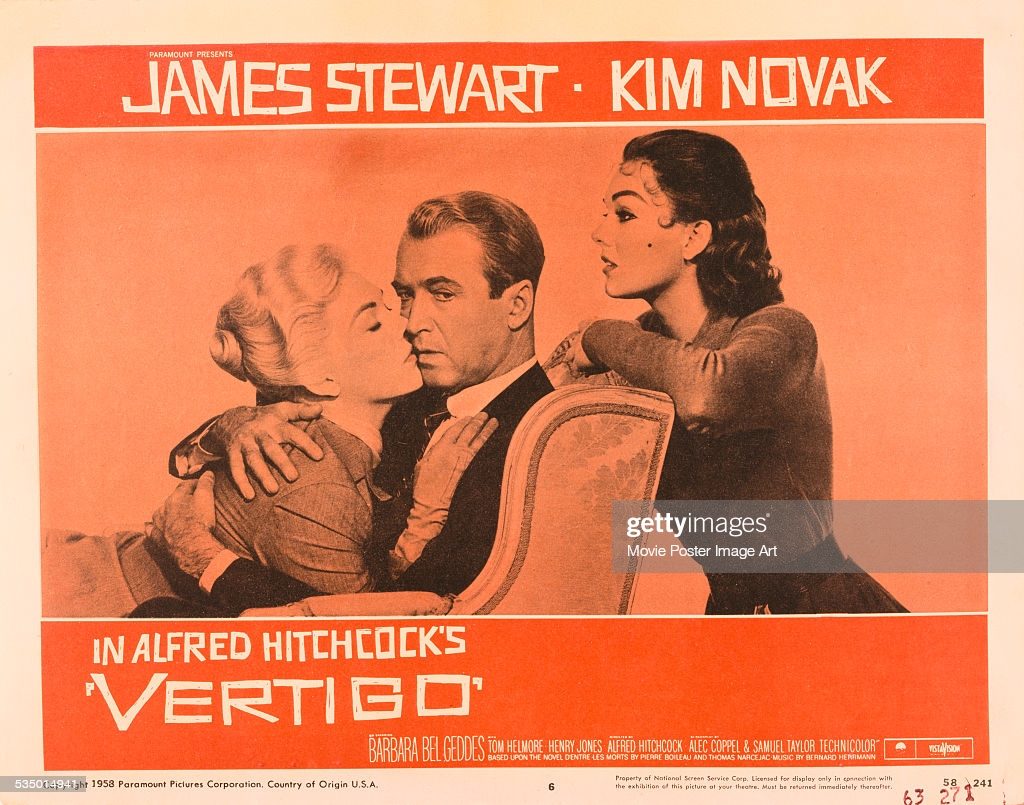 PARAMOUNT PRESENTS
JAMES STEWART · KIM NOVAK
gettyimages®
Movie Poster Image Art
IN ALFRED HITCHCOCK'S
'VERTIGO'
BARBARA BEL GEDDES
TOM HELMORE HENRY JONES ALFRED HITCHCOCK ALEC COPPEL & SAMUEL TAYLOR TECHNICOLOR®
BASED UPON THE NOVEL D'ENTRE LES MORTS BY PIERRE BOILEAU AND THOMAS NARCEJAC · MUSIC BY BERNARD HERRMANN
VISTAVISION
535014941
1958 Paramount Pictures Corporation. Country of Origin U.S.A.
6
Property of National Screen Service Corp. Licensed for display only in connection with
the exhibition of this picture at your theatre. Must be returned immediately thereafter.
58 241
63 271